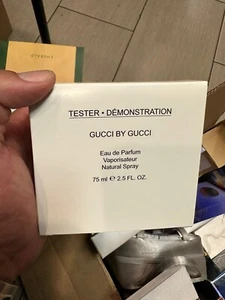 TESTER • DÉMONSTRATION
GUCCI BY GUCCI
Eau de Parfum
Vaporisateur
Natural Spray
75 ml ℮ 2.5 FL. OZ.